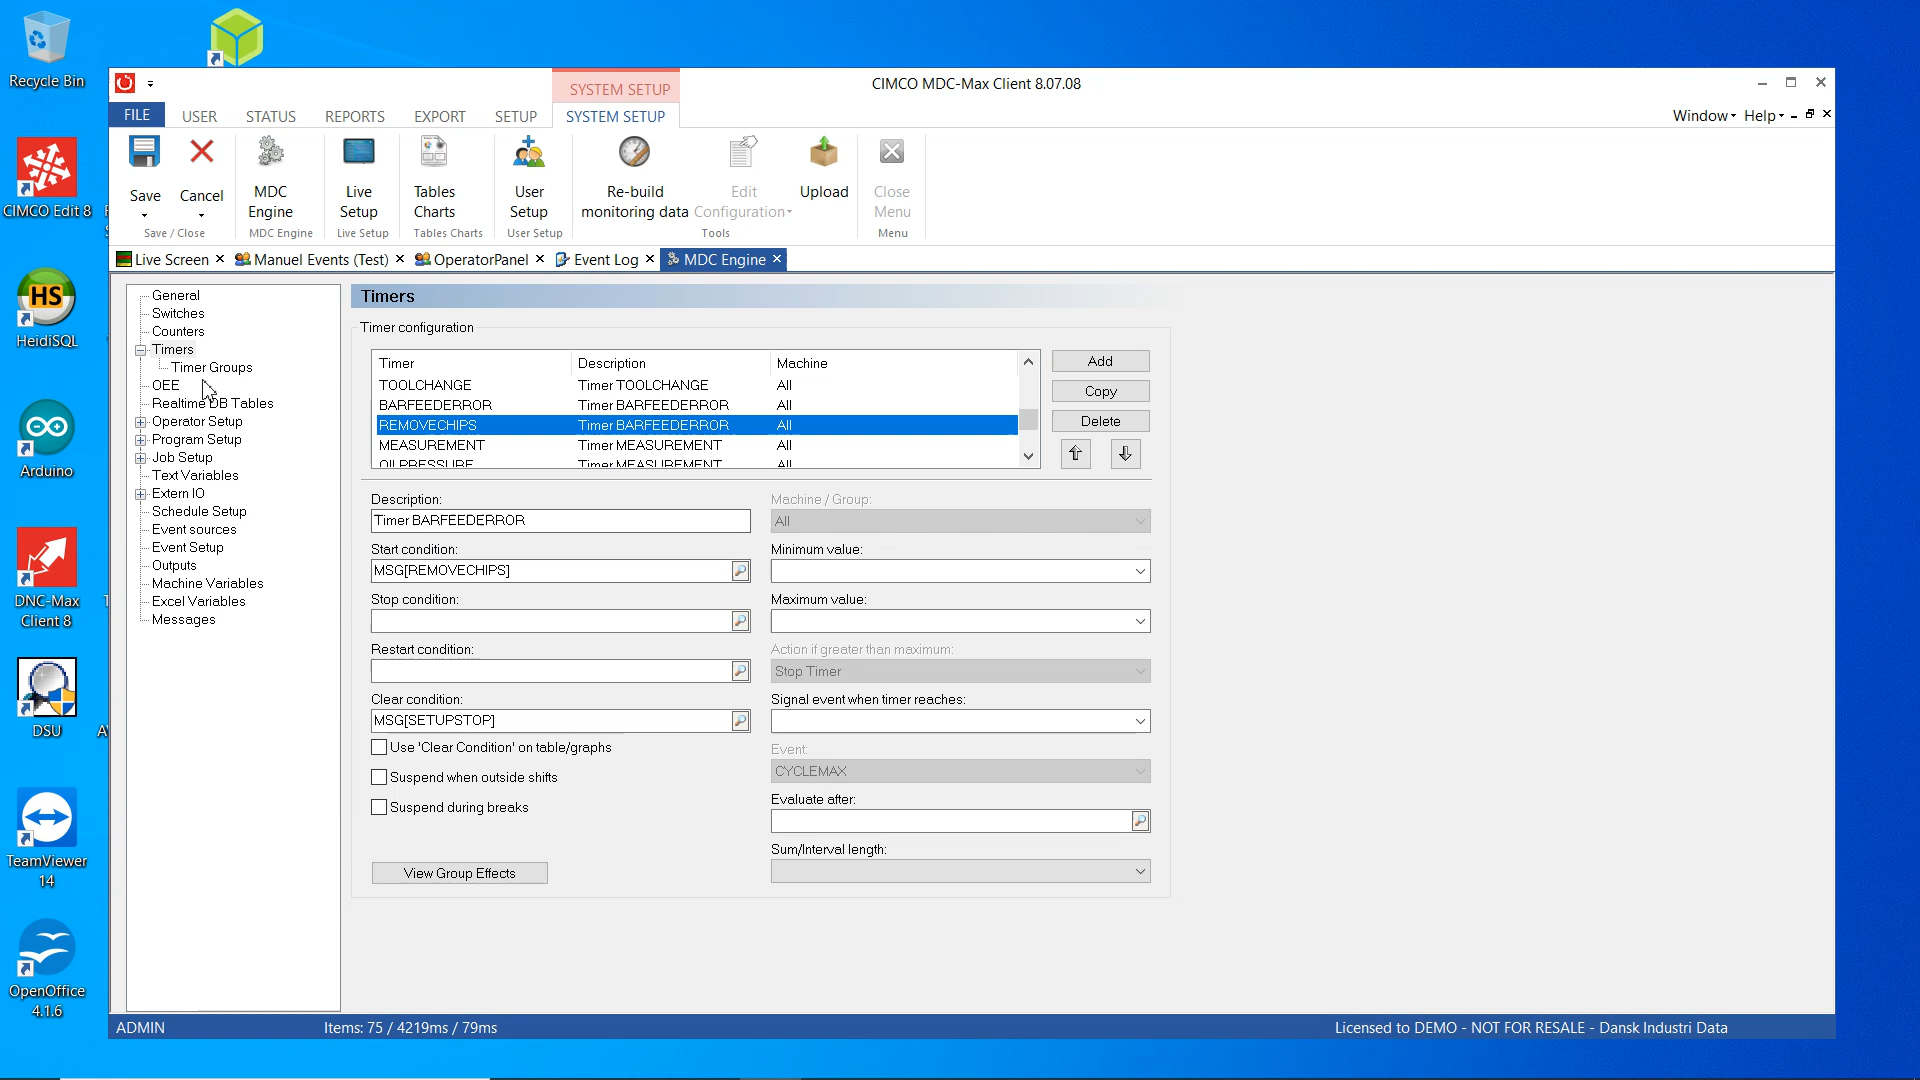 Recycle Bin
CIMCO Edit 8
HS
HeidiSQL
Arduino
DNC-Max
Client 8
DSU
TeamViewer
14
OpenOffice
4.1.6
SYSTEM SETUP
CIMCO MDC-Max Client 8.07.08
FILE USER STATUS REPORTS EXPORT SETUP SYSTEM SETUP
Window Help
Save Cancel
MDC
Engine
Live
Setup
Tables
Charts
User
Setup
Re-build
monitoring data
Edit
Configuration
Upload
Close
Menu
Save / Close MDC Engine Live Setup Tables Charts User Setup Tools Menu
Live Screen Manuel Events (Test) OperatorPanel Event Log MDC Engine
General
Switches
Counters
Timers
Timer Groups
OEE
Realtime DB Tables
Operator Setup
Program Setup
Job Setup
Text Variables
Extern IO
Schedule Setup
Event sources
Event Setup
Outputs
Machine Variables
Excel Variables
Messages
Timers
Timer configuration
Timer Description Machine
TOOLCHANGE Timer TOOLCHANGE All
BARFEEDERROR Timer BARFEEDERROR All
REMOVECHIPS Timer BARFEEDERROR All
MEASUREMENT Timer MEASUREMENT All
OILPRESSURE Timer MEASUREMENT All
Add
Copy
Delete
Description:
Timer BARFEEDERROR
Start condition:
MSG[REMOVECHIPS]
Stop condition:
Restart condition:
Clear condition:
MSG[SETUPSTOP]
Use 'Clear Condition' on table/graphs
Suspend when outside shifts
Suspend during breaks
View Group Effects
Machine / Group:
All
Minimum value:
Maximum value:
Action if greater than maximum:
Stop Timer
Signal event when timer reaches:
Event:
CYCLEMAX
Evaluate after:
Sum/Interval length:
ADMIN Items: 75 / 4219ms / 79ms Licensed to DEMO - NOT FOR RESALE - Dansk Industri Data